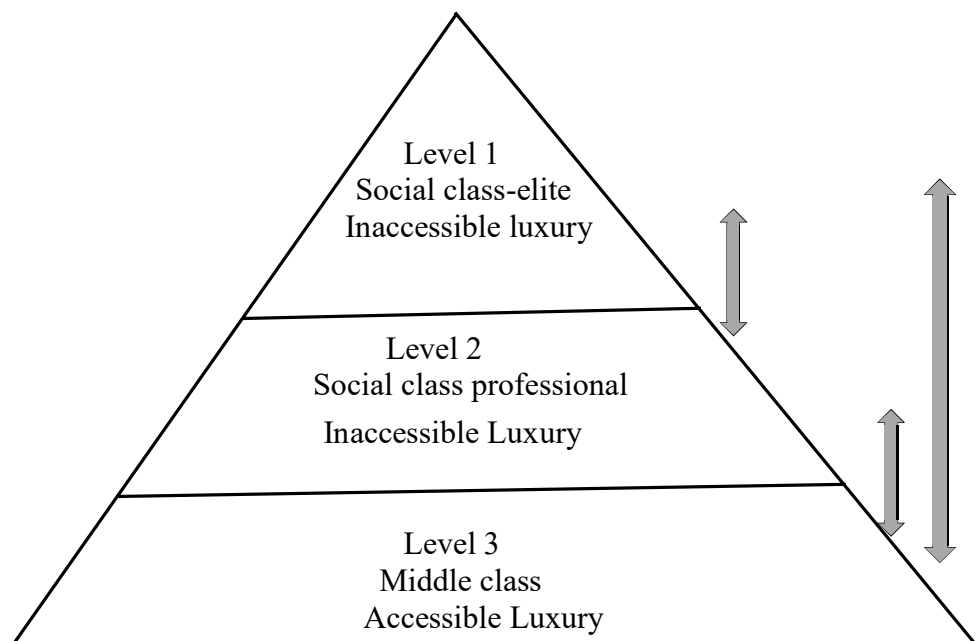 Level 1
Social class-elite
Inaccessible luxury
Level 2
Social class professional
Inaccessible Luxury
Level 3
Middle class
Accessible Luxury